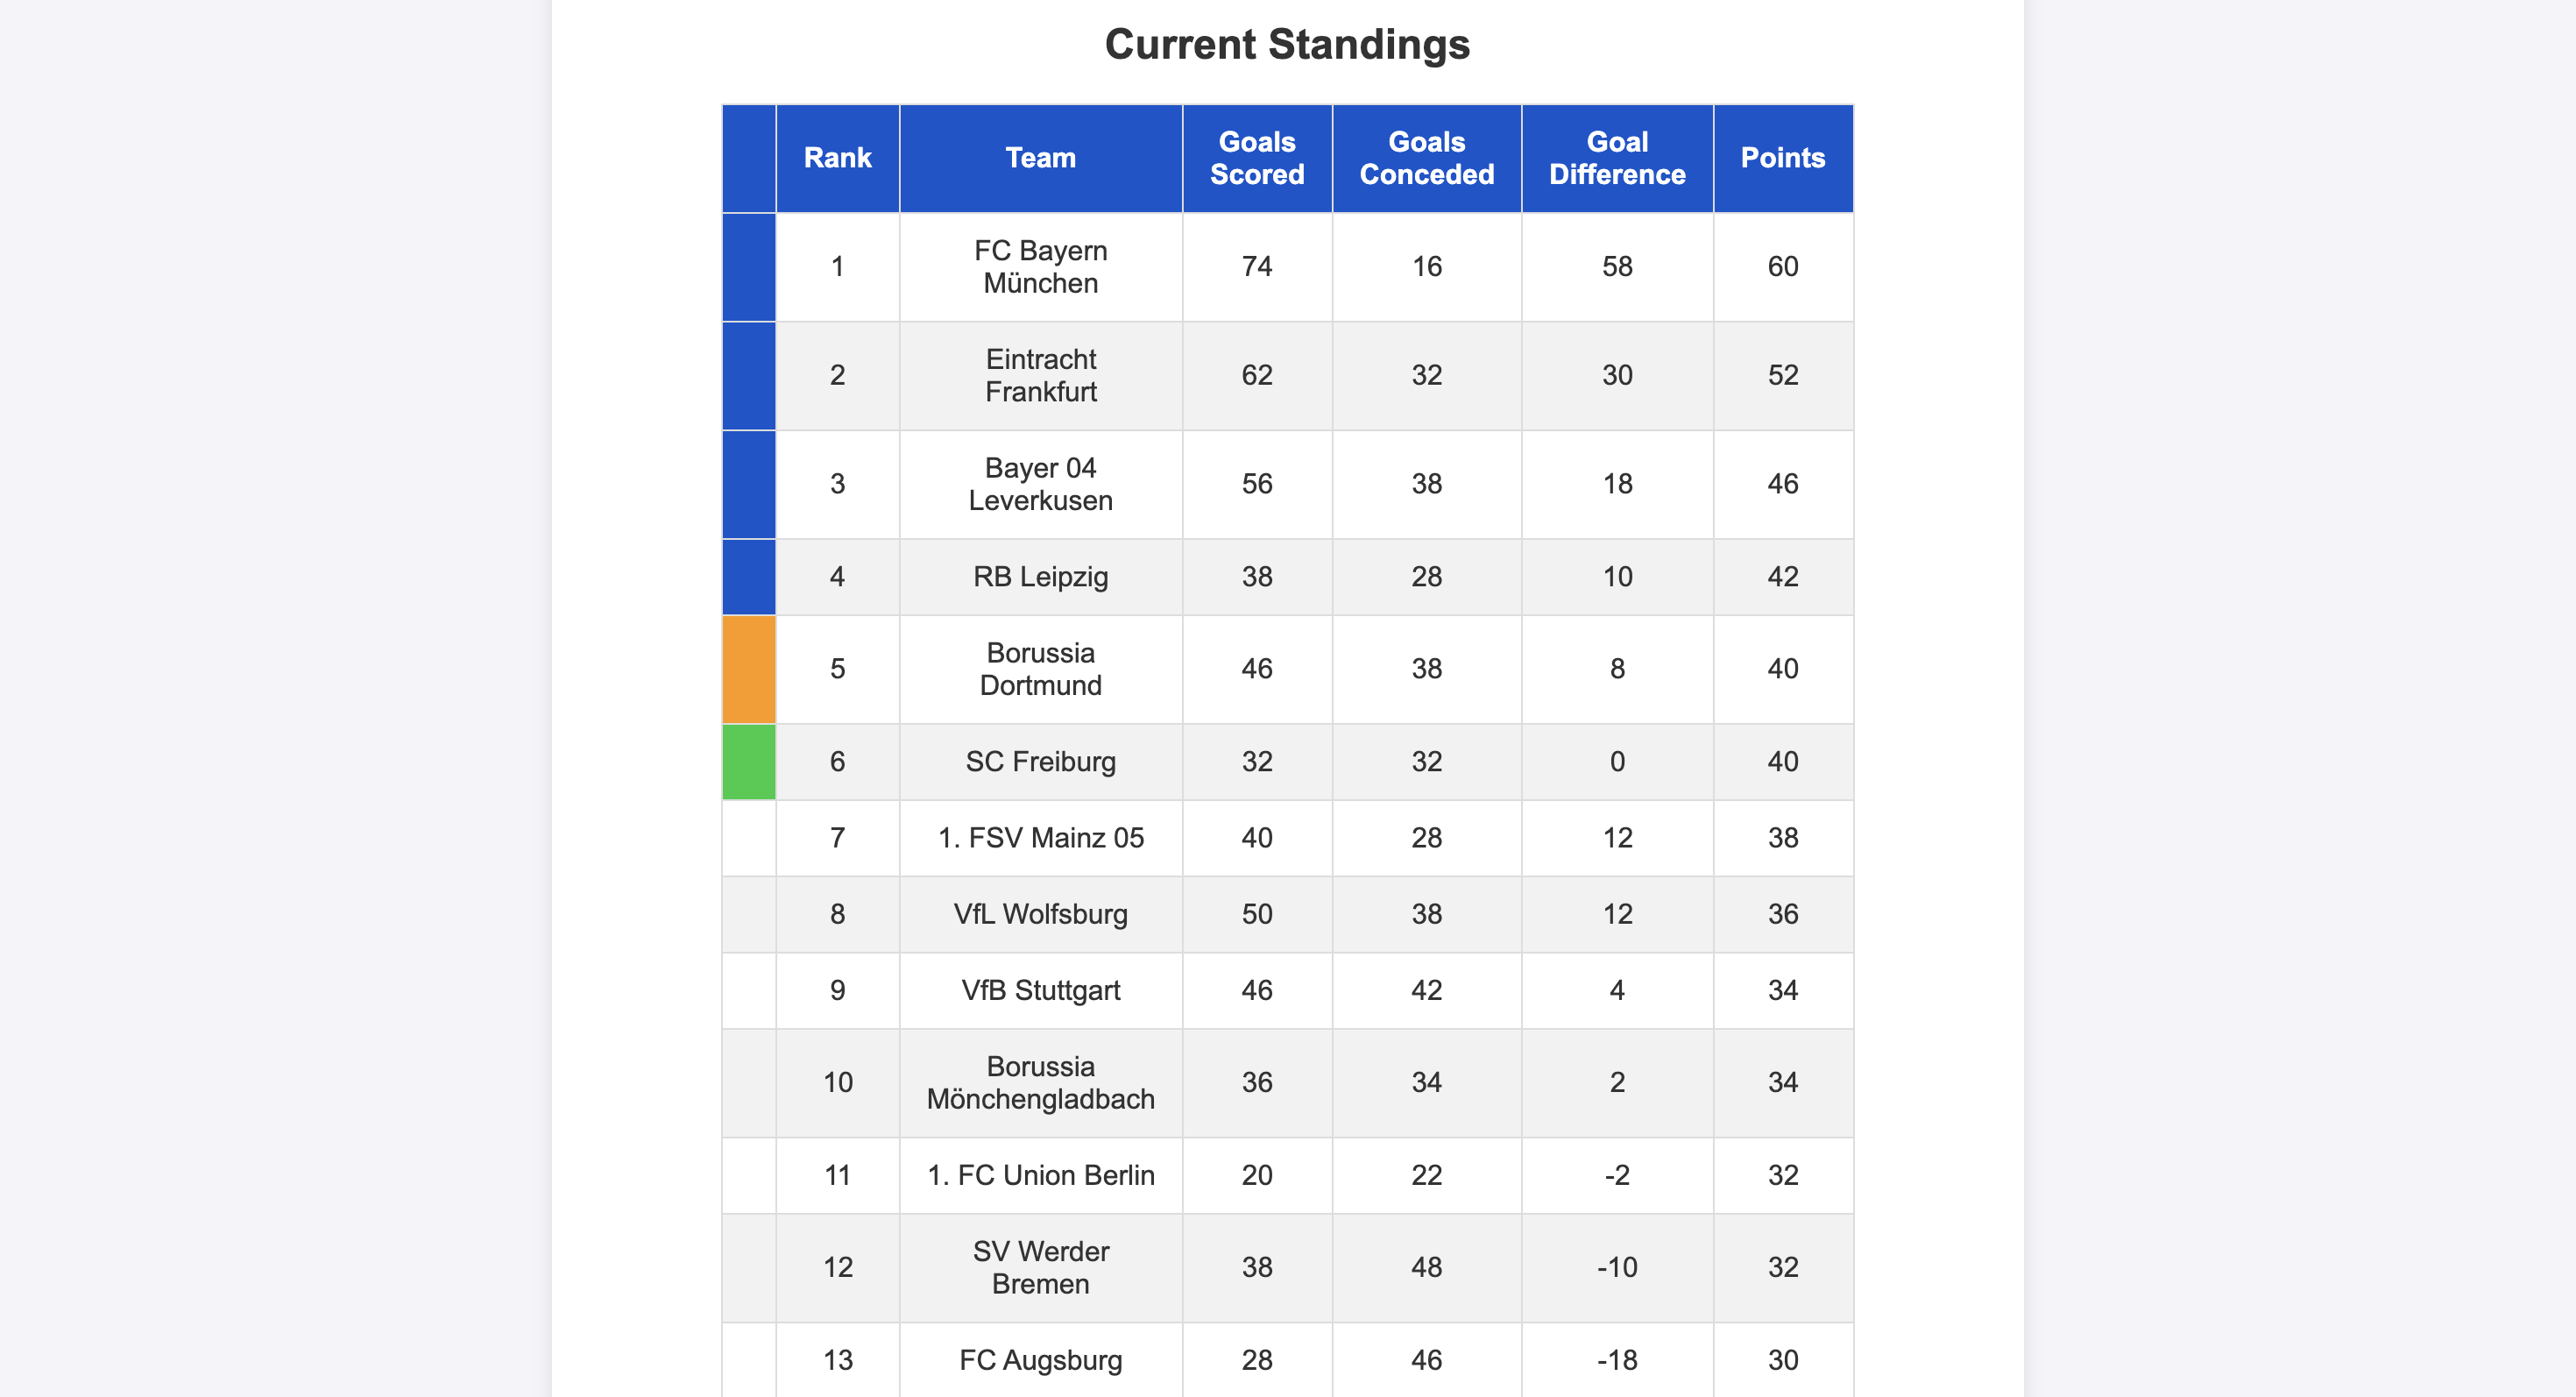 Current Standings
Rank Team Goals Scored Goals Conceded Goal Difference Points
1 FC Bayern München 74 16 58 60
2 Eintracht Frankfurt 62 32 30 52
3 Bayer 04 Leverkusen 56 38 18 46
4 RB Leipzig 38 28 10 42
5 Borussia Dortmund 46 38 8 40
6 SC Freiburg 32 32 0 40
7 1. FSV Mainz 05 40 28 12 38
8 VfL Wolfsburg 50 38 12 36
9 VfB Stuttgart 46 42 4 34
10 Borussia Mönchengladbach 36 34 2 34
11 1. FC Union Berlin 20 22 -2 32
12 SV Werder Bremen 38 48 -10 32
13 FC Augsburg 28 46 -18 30